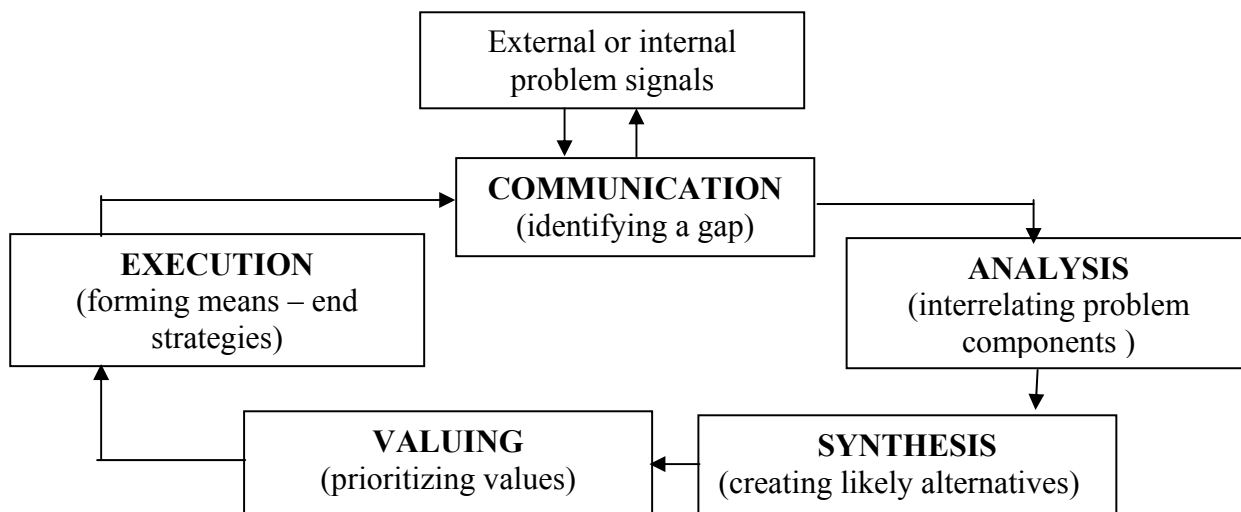 External or internal
problem signals
COMMUNICATION
(identifying a gap)
EXECUTION
(forming means – end
strategies)
ANALYSIS
(interrelating problem
components )
VALUING
(prioritizing values)
SYNTHESIS
(creating likely alternatives)